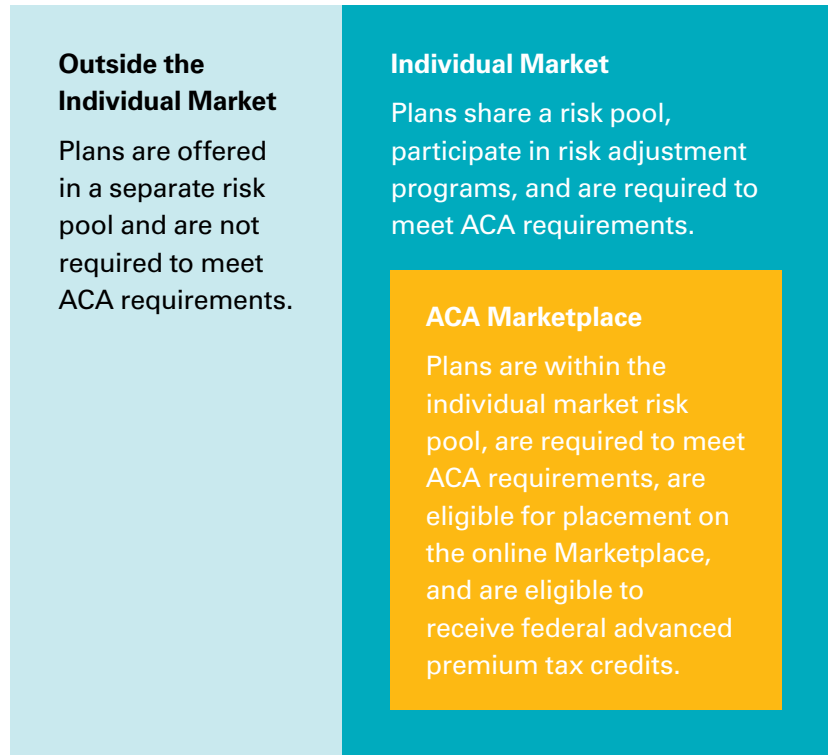 Outside the
Individual Market
Plans are offered
in a separate risk
pool and are not
required to meet
ACA requirements.
Individual Market
Plans share a risk pool,
participate in risk adjustment
programs, and are required to
meet ACA requirements.
ACA Marketplace
Plans are within the
individual market risk
pool, are required to meet
ACA requirements, are
eligible for placement on
the online Marketplace,
and are eligible to
receive federal advanced
premium tax credits.